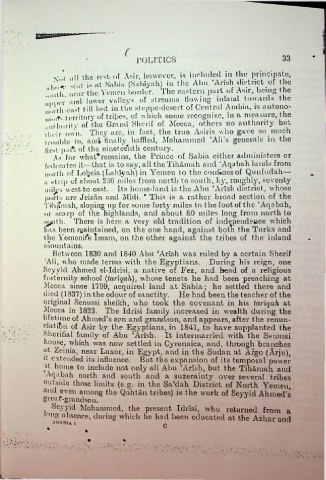 POLITICS 33
Not all the rest of Asir, however, is included in the principate,
whose seat is at Sabia (Sabiyah) in the Abu ‘Arish district of the
south, near the Yemen border. The eastern part of Asir, being the
upper and lower valleys of streams flowing inland towards the
north-east till lost in the steppe-desert of Central Arabia, is autono-
mous territory of tribes, of which some recognize, in a measure, the
authority of the Grand Sherif of Mecca, others no authority but
their own. They are, in fact, the true Asiris who gave so much
trouble to, and finally baffled, Mohammed ‘Ali's generals in the
first part of the nineteenth century.
As for what remains, the Prince of Sabia either administers or
federates it—that is to say, all the Tihāmah and ‘Aqabah lands from
north of Loheia (Lahīyah) in Yemen to the confines of Qunfudah—
a strip of about 250 miles from north to south, by, roughly, seventy
miles west to east. Its home-land is the Abu ‘Arish district, whose
ports are Jeizān and Mīdi. This is a rather broad section of the
Tihāmah, sloping up for some forty miles to the foot of the ‘Aqabah,
or scarp of the highlands, and about 80 miles long from north to
south. There is here a very old tradition of independence which
has been maintained, on the one hand, against both the Turks and
the Yemenite Imam, on the other against the tribes of the inland
mountains.
Between 1830 and 1840 Abu ‘Arish was ruled by a certain Sherif
‘Ali, who made terms with the Egyptians. During his reign, one
Seyyid Ahmed el-Idrisi, a native of Fez, and head of a religious
fraternity school (tariqah), whose tenets he had been preaching at
Mecca since 1799, acquired land at Sabia; he settled there and
died (1837) in the odour of sanctity. He had been the teacher of the
original Senussi sheikh, who took the covenant in his tariqah at
Mecca in 1823. The Idrisi family increased in wealth during the
lifetime of Ahmed's son and grandson, and appears, after the renun-
ciation of Asir by the Egyptians, in 1841, to have supplanted the
Sherifial family of Abu ‘Arish. It intermarried with the Senussi
house, which was now settled in Cyrenaica, and, through branches
at Zeinia, near Luxor, in Egypt, and in the Sudan at Argo (Arju),
it extended its influence. But the expansion of its temporal power
at home to include not only all Abu ‘Arish, but the Tihāmah and
‘Aqabah north and south and a suzerainty over several tribes
outside those limits (e.g. in the Sa‘dah District of North Yemen,
and even among the Qahtān tribes) is the work of Seyyid Ahmed's
great-grandson.
Seyyid Mohammed, the present Idrisi, who returned from a
long absence, during which he had been educated at the Azhar and
ARABIA I C